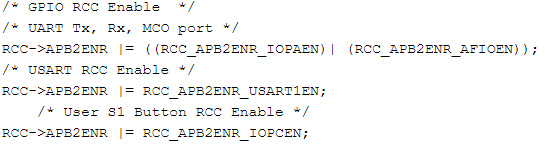 /* GPIO RCC Enable  */
/* UART Tx, Rx, MCO port */
RCC->APB2ENR |= ((RCC_APB2ENR_IOPAEN)| (RCC_APB2ENR_AFIOEN));
/* USART RCC Enable */
RCC->APB2ENR |= RCC_APB2ENR_USART1EN;
    /* User S1 Button RCC Enable */
RCC->APB2ENR |= RCC_APB2ENR_IOPCEN;